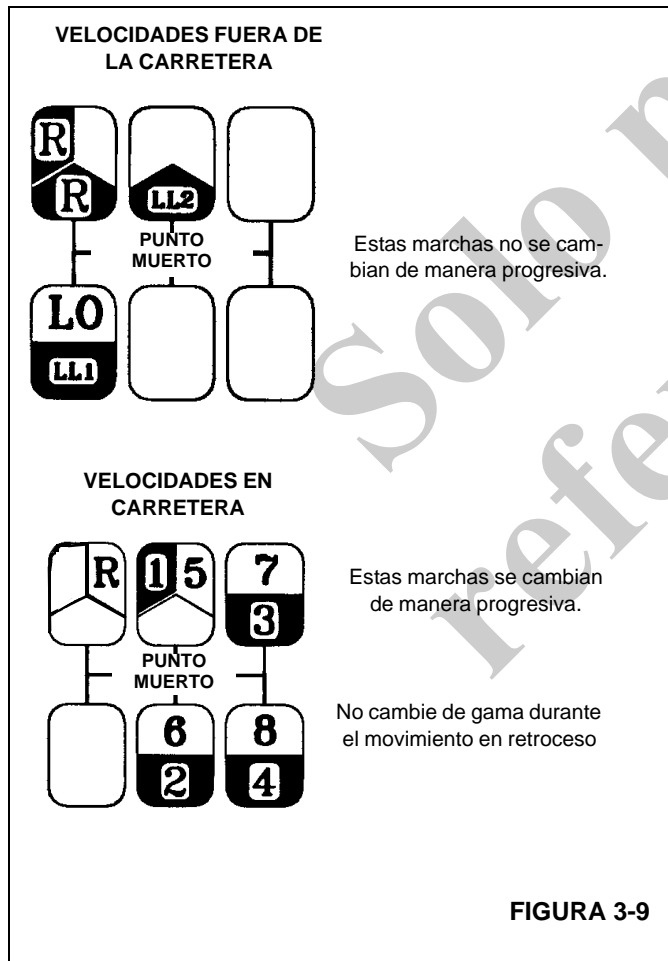 VELOCIDADES FUERA DE
LA CARRETERA
R
R
LL2
PUNTO
MUERTO
Estas marchas no se cam-
bian de manera progresiva.
LO
LL1
VELOCIDADES EN
CARRETERA
R 1 5 7
3
Estas marchas se cambian
de manera progresiva.
PUNTO
MUERTO
6 8
2 4
No cambie de gama durante
el movimiento en retroceso
FIGURA 3-9
Solo p
refe